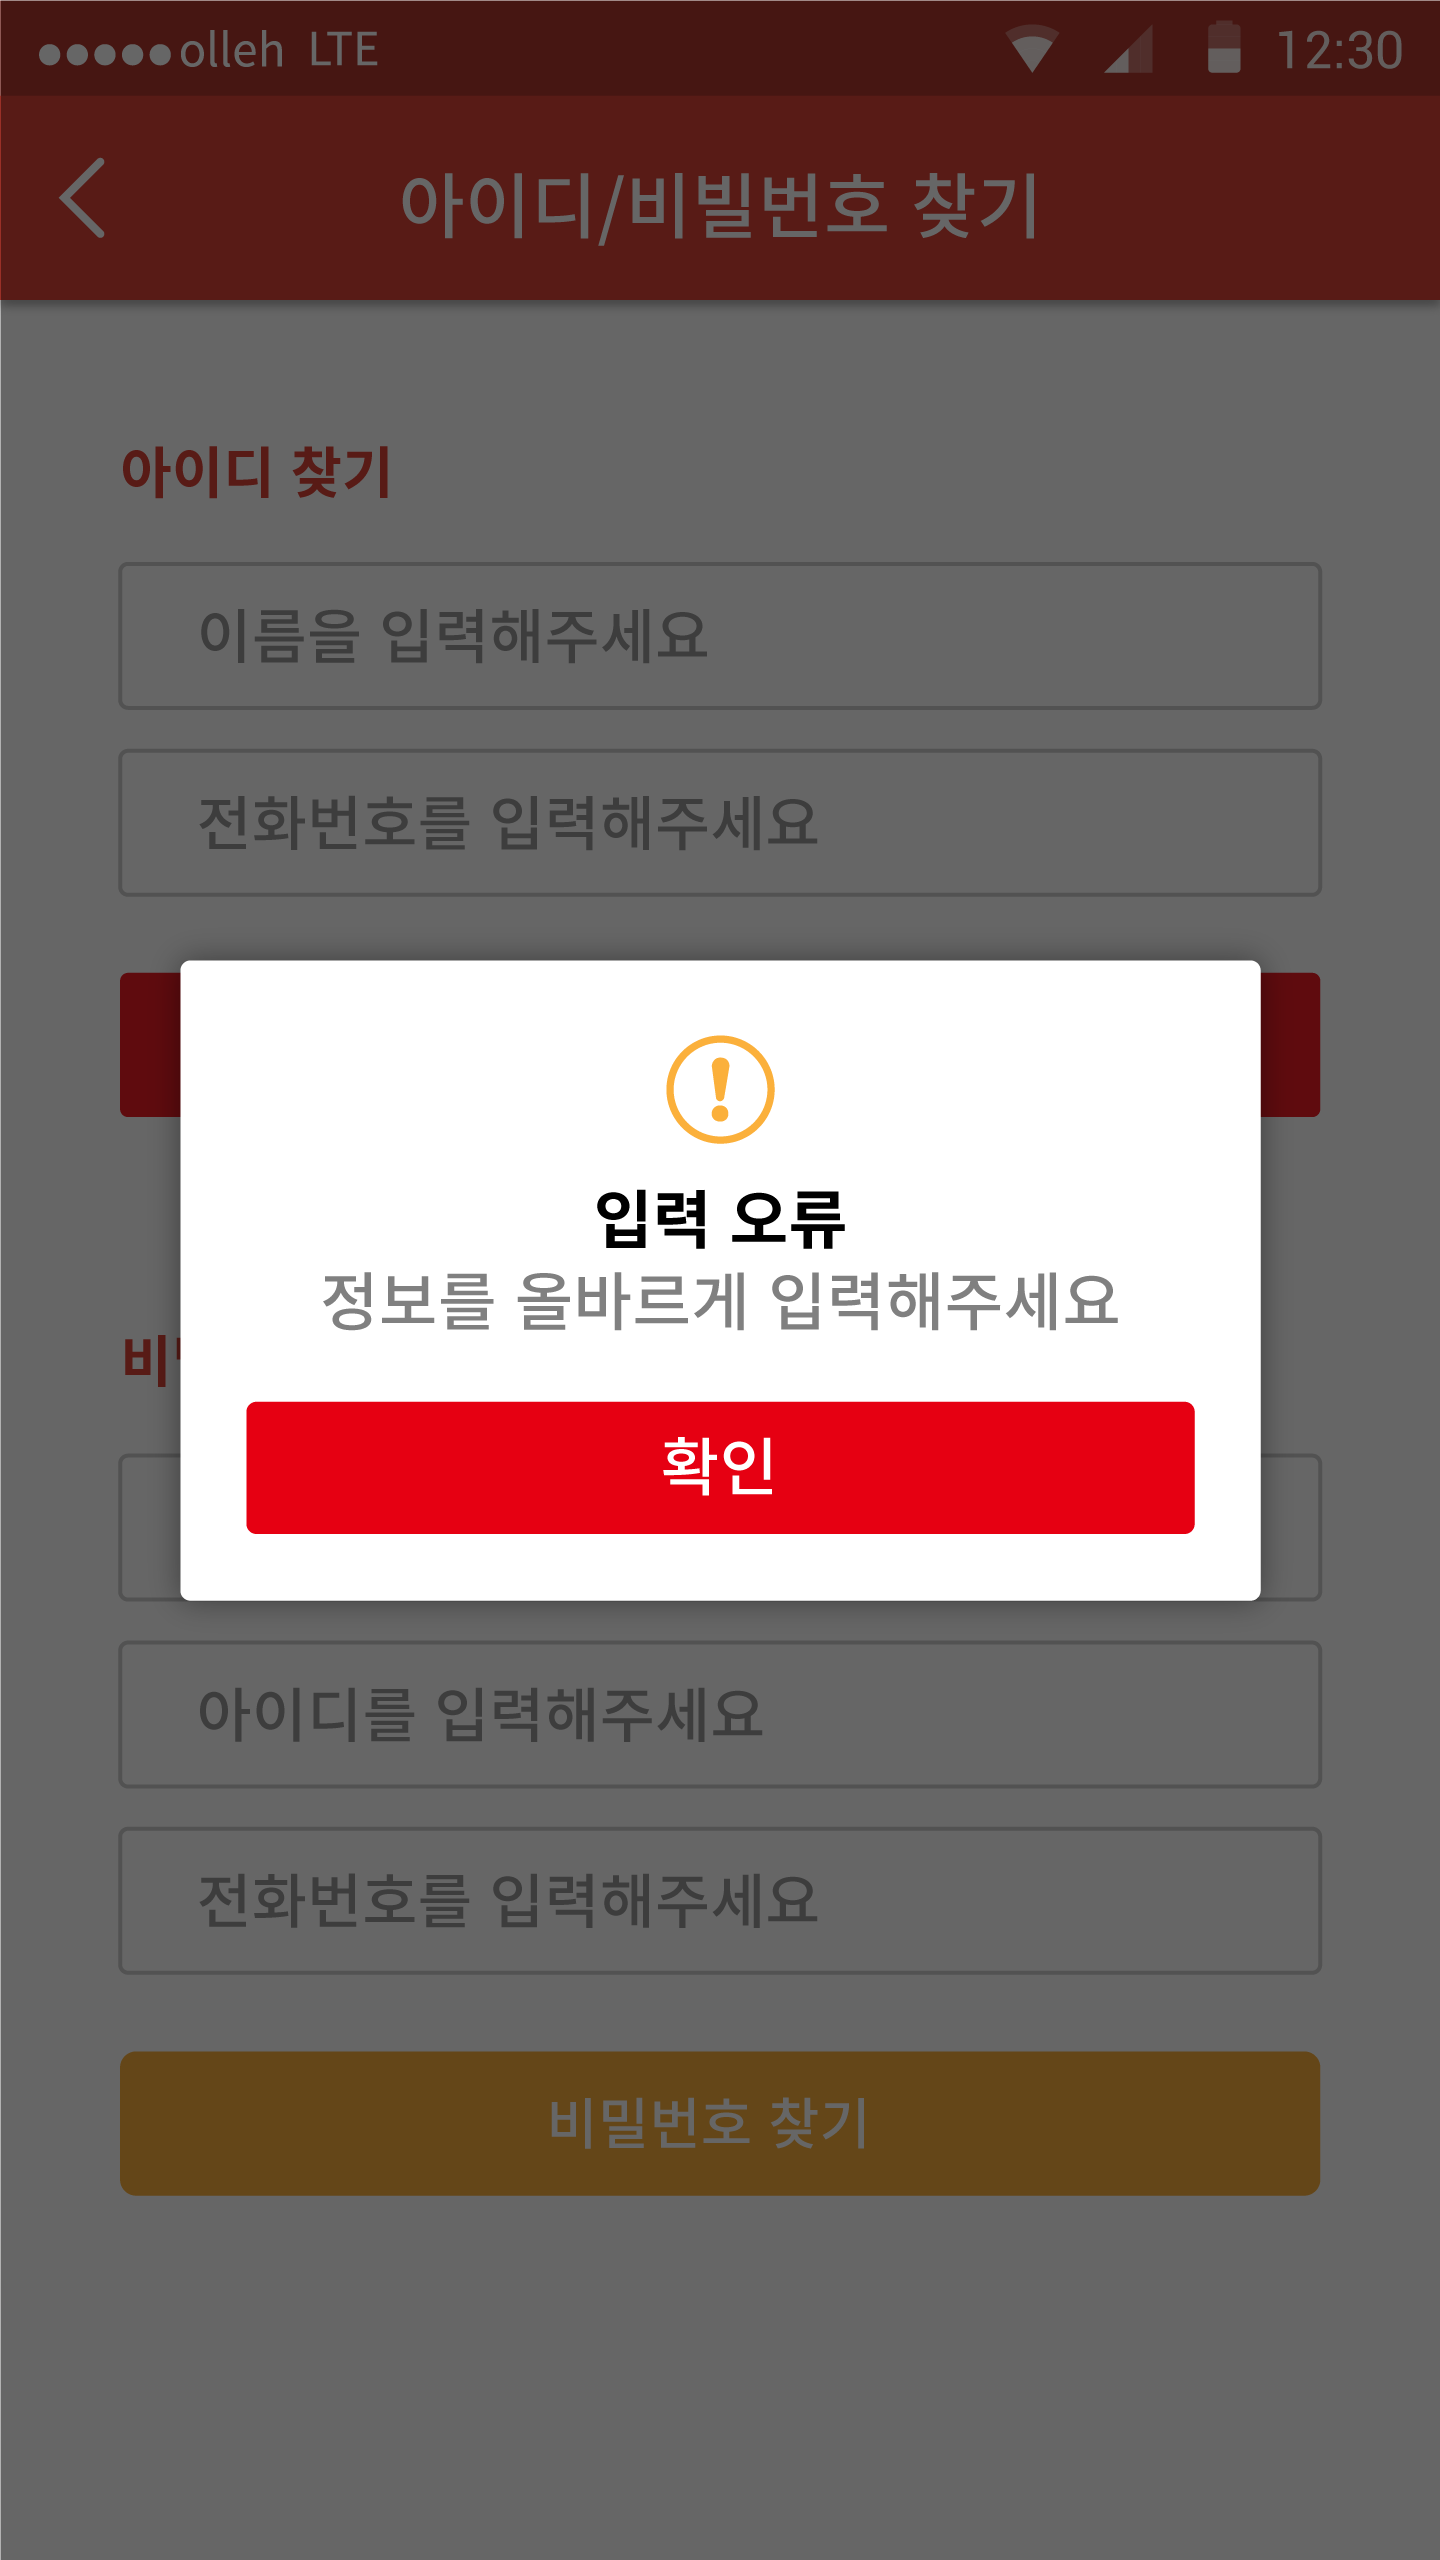 olleh LTE 12:30
아이디/비빌번호 찾기
아이디 찾기
이름을 입력해주세요
전화번호를 입력해주세요
입력 오류
정보를 올바르게 입력해주세요
확인
아이디를 입력해주세요
전화번호를 입력해주세요
비밀번호 찾기